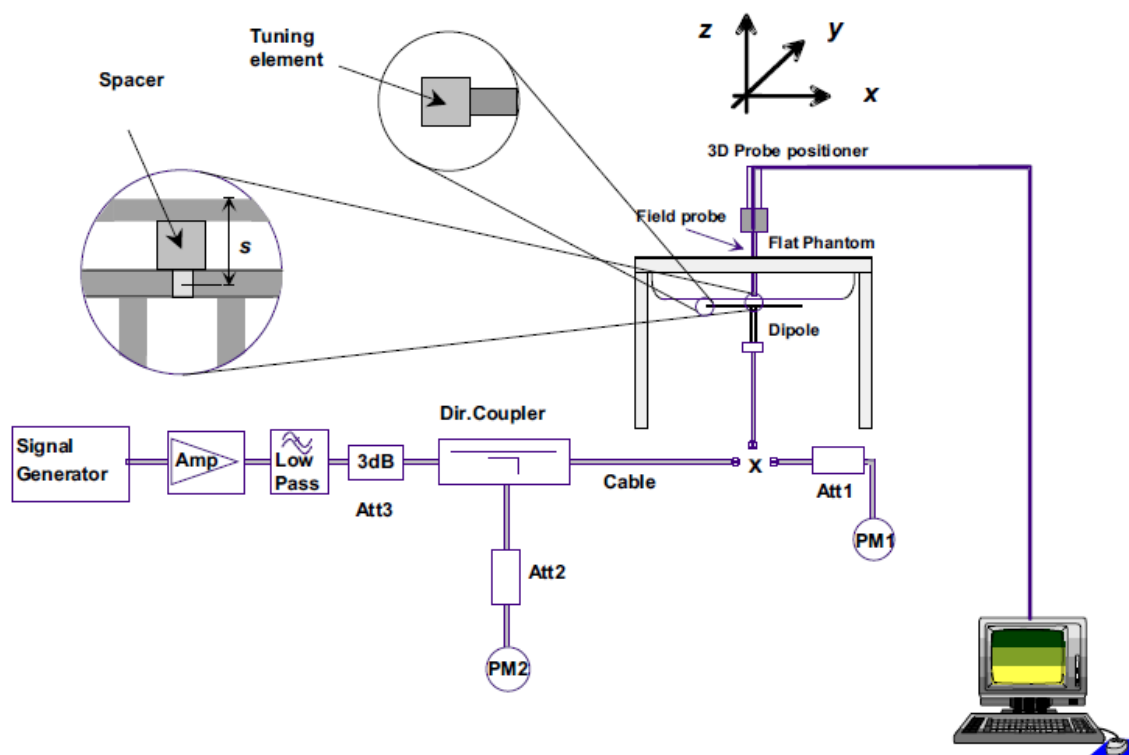 Tuning
element
Spacer
s
z
y
x
3D Probe positioner
Field probe
Flat Phantom
Dipole
Dir.Coupler
Signal
Generator
Amp
Low
Pass
3dB
Att3
Cable
x
Att1
PM1
Att2
PM2